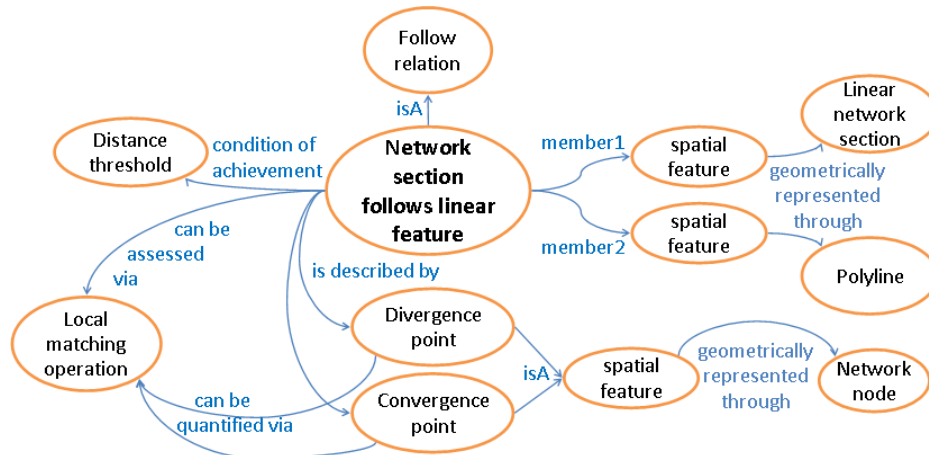 Follow
relation
isA
Distance
threshold
condition of
achievement
Network
section
follows linear
feature
member1
spatial
feature
Linear
network
section
geometrically
represented
through
member2
spatial
feature
Polyline
can be
assessed
via
is described by
Local
matching
operation
Divergence
point
isA
spatial
feature
geometrically
represented
through
Network
node
can be
quantified via
Convergence
point